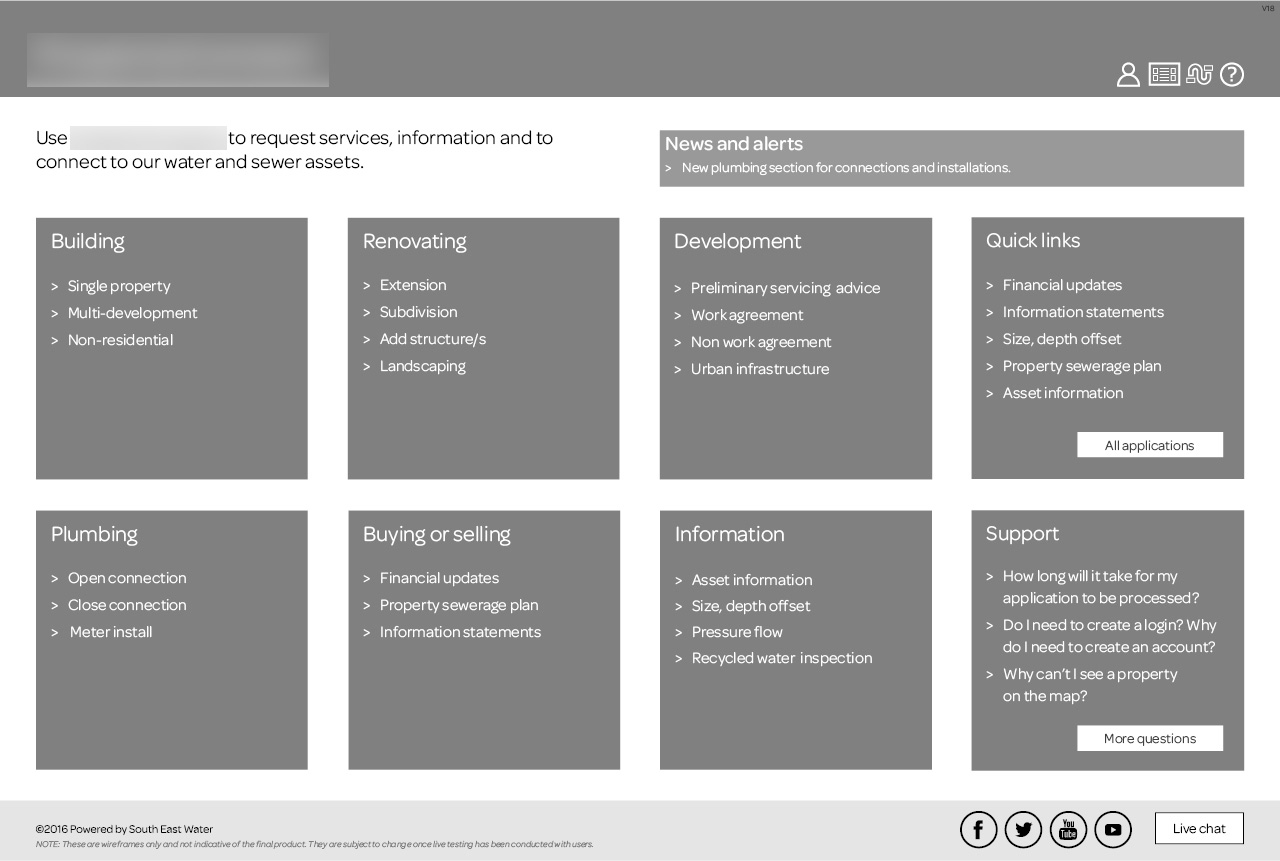 V18
Use to request services, information and to
connect to our water and sewer assets.
News and alerts
> New plumbing section for connections and installations.
Building
> Single property
> Multi-development
> Non-residential
Renovating
> Extension
> Subdivision
> Add structure/s
> Landscaping
Development
> Preliminary servicing advice
> Work agreement
> Non work agreement
> Urban infrastructure
Quick links
> Financial updates
> Information statements
> Size, depth offset
> Property sewerage plan
> Asset information
All applications
Plumbing
> Open connection
> Close connection
> Meter install
Buying or selling
> Financial updates
> Property sewerage plan
> Information statements
Information
> Asset information
> Size, depth offset
> Pressure flow
> Recycled water inspection
Support
> How long will it take for my
application to be processed?
> Do I need to create a login? Why
do I need to create an account?
> Why can't I see a property
on the map?
More questions
©2016 Powered by South East Water
NOTE: These are wireframes only and not indicative of the final product. They are subject to change once live testing has been conducted with users.
You
Tube
Live chat